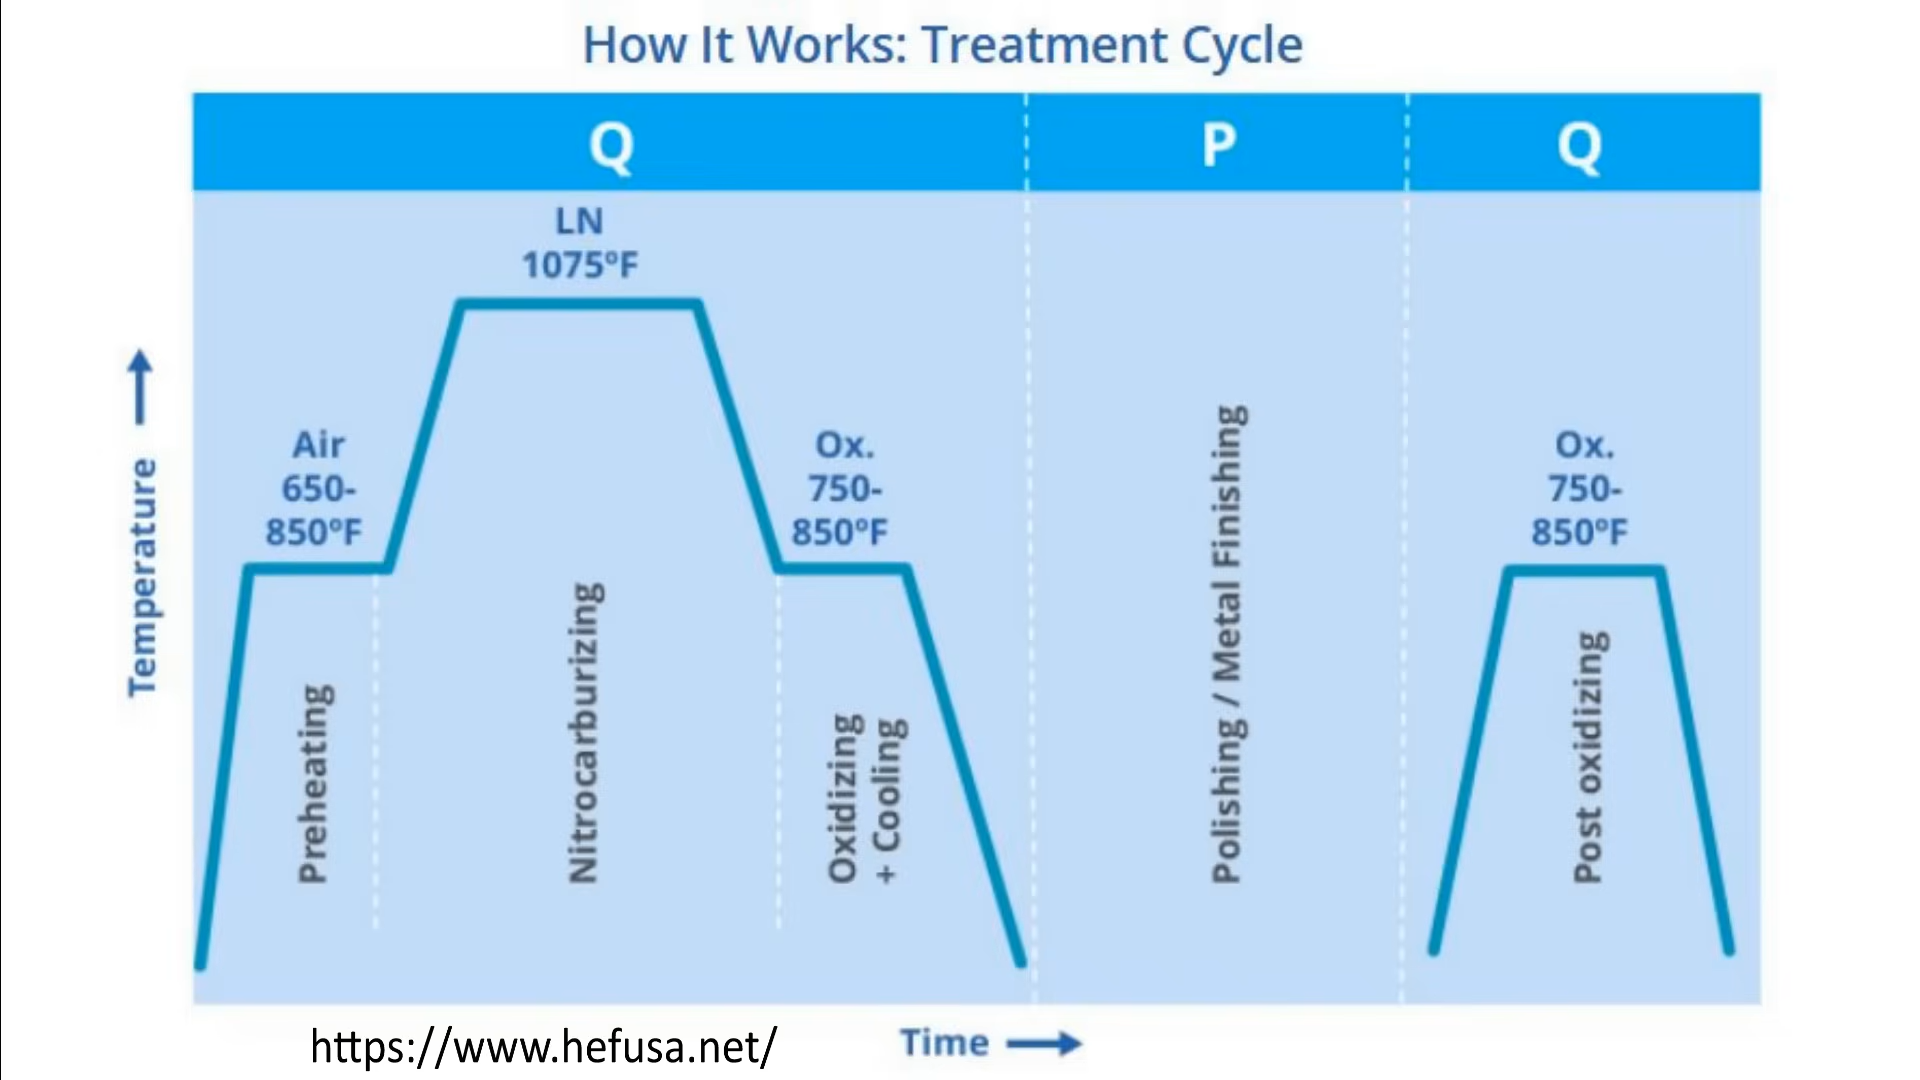 How It Works: Treatment Cycle
Q
P
Q
LN
1075°F
Air
650-
850°F
Ox.
750-
850°F
Ox.
750-
850°F
Temperature
Preheating
Nitrocarburizing
Oxidizing
+ Cooling
Polishing / Metal Finishing
Post oxidizing
https://www.hefusa.net/
Time